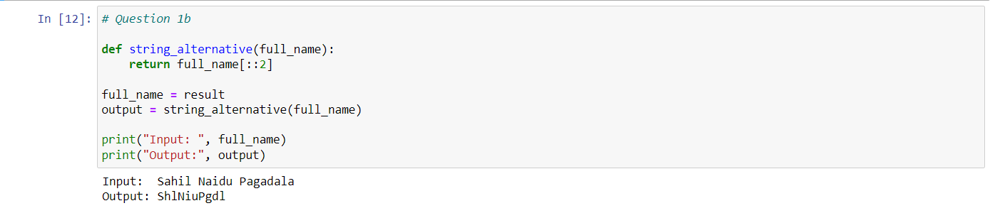 In [12]: # Question 1b
def string_alternative(full_name):
    return full_name[::2]
full_name = result
output = string_alternative(full_name)
print("Input: ", full_name)
print("Output:", output)
Input:  Sahil Naidu Pagadala
Output: ShlNiuPgdl